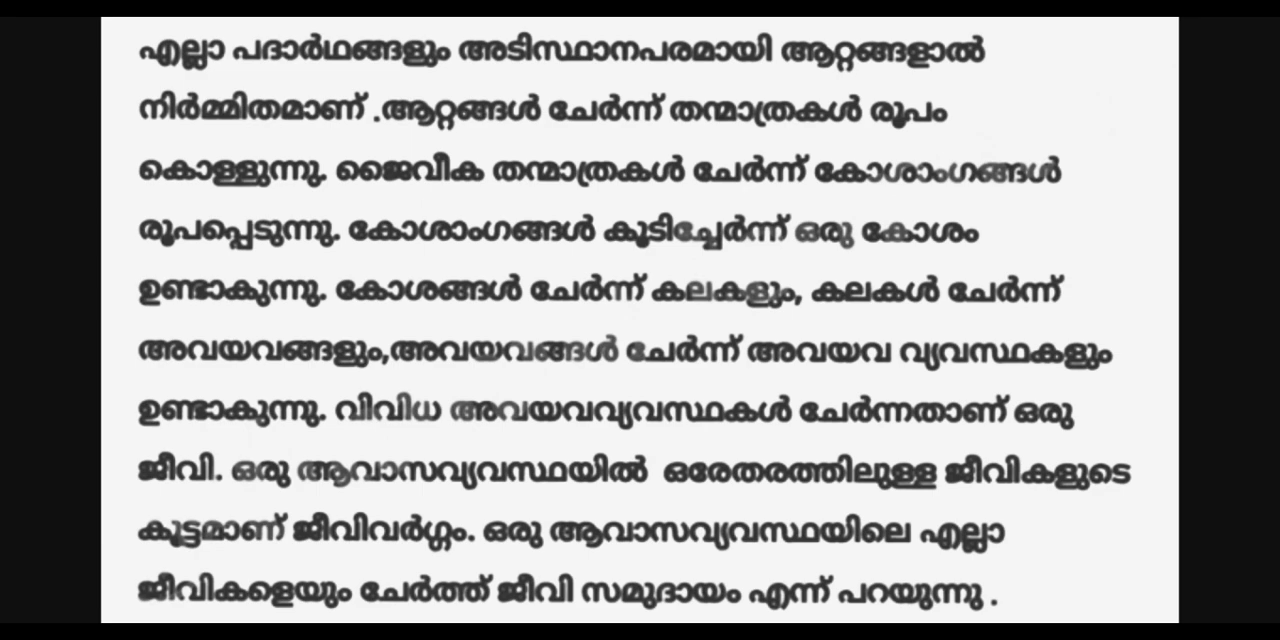 എല്ലാ പദാർഥങ്ങളും അടിസ്ഥാനപരമായി ആറ്റങ്ങളാൽ
നിർമ്മിതമാണ് .ആറ്റങ്ങൾ ചേർന്ന് തന്മാത്രകൾ രൂപം
കൊള്ളുന്നു. ജൈവീക തന്മാത്രകൾ ചേർന്ന് കോശാംഗങ്ങൾ
രൂപപ്പെടുന്നു. കോശാംഗങ്ങൾ കൂടിച്ചേർന്ന് ഒരു കോശം
ഉണ്ടാകുന്നു. കോശങ്ങൾ ചേർന്ന് കലകളും, കലകൾ ചേർന്ന്
അവയവങ്ങളും,അവയവങ്ങൾ ചേർന്ന് അവയവ വ്യവസ്ഥകളും
ഉണ്ടാകുന്നു. വിവിധ അവയവവ്യവസ്ഥകൾ ചേർന്നതാണ് ഒരു
ജീവി. ഒരു ആവാസവ്യവസ്ഥയിൽ ഒരേതരത്തിലുള്ള ജീവികളുടെ
കൂട്ടമാണ് ജീവിവർഗ്ഗം. ഒരു ആവാസവ്യവസ്ഥയിലെ എല്ലാ
ജീവികളെയും ചേർത്ത് ജീവി സമുദായം എന്ന് പറയുന്നു .